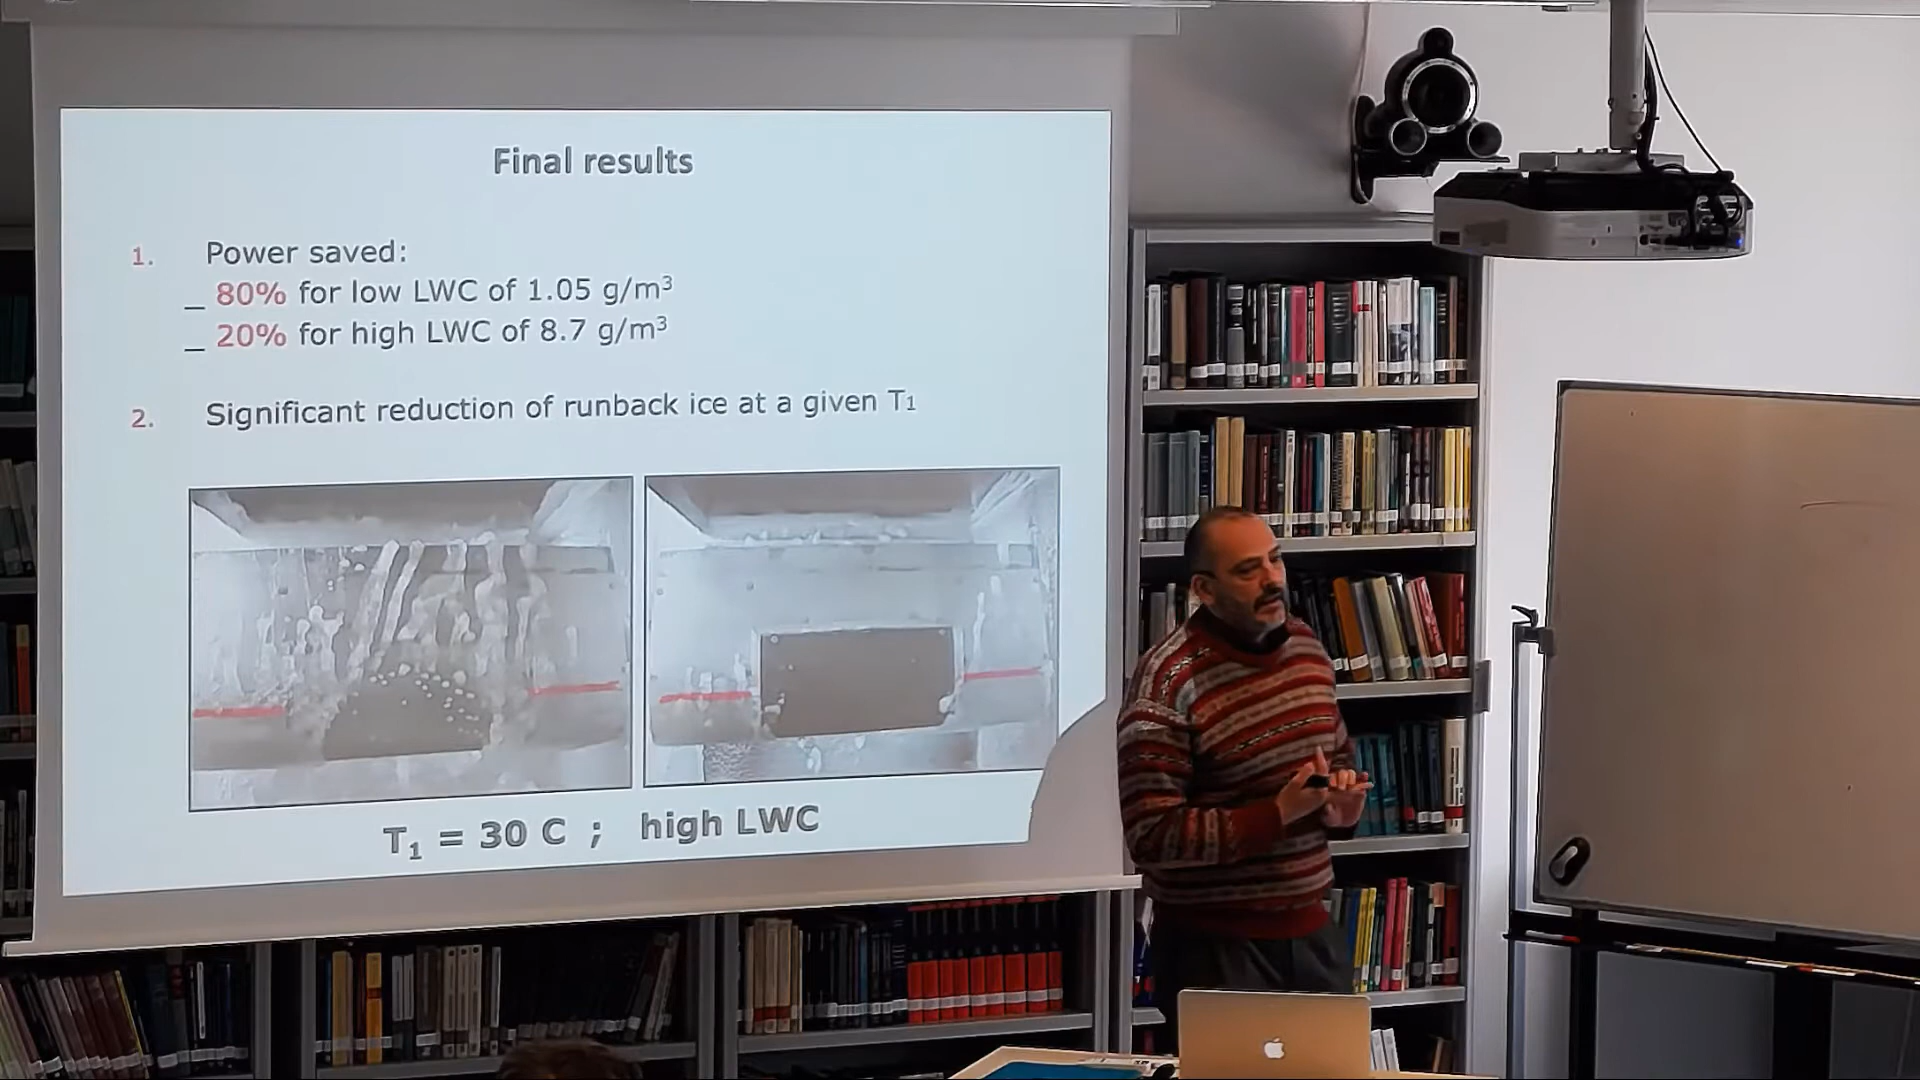 Final results
1. Power saved:
_ 80% for low LWC of 1.05 g/m³
_ 20% for high LWC of 8.7 g/m³
2. Significant reduction of runback ice at a given T₁
T₁ = 30 C ; high LWC